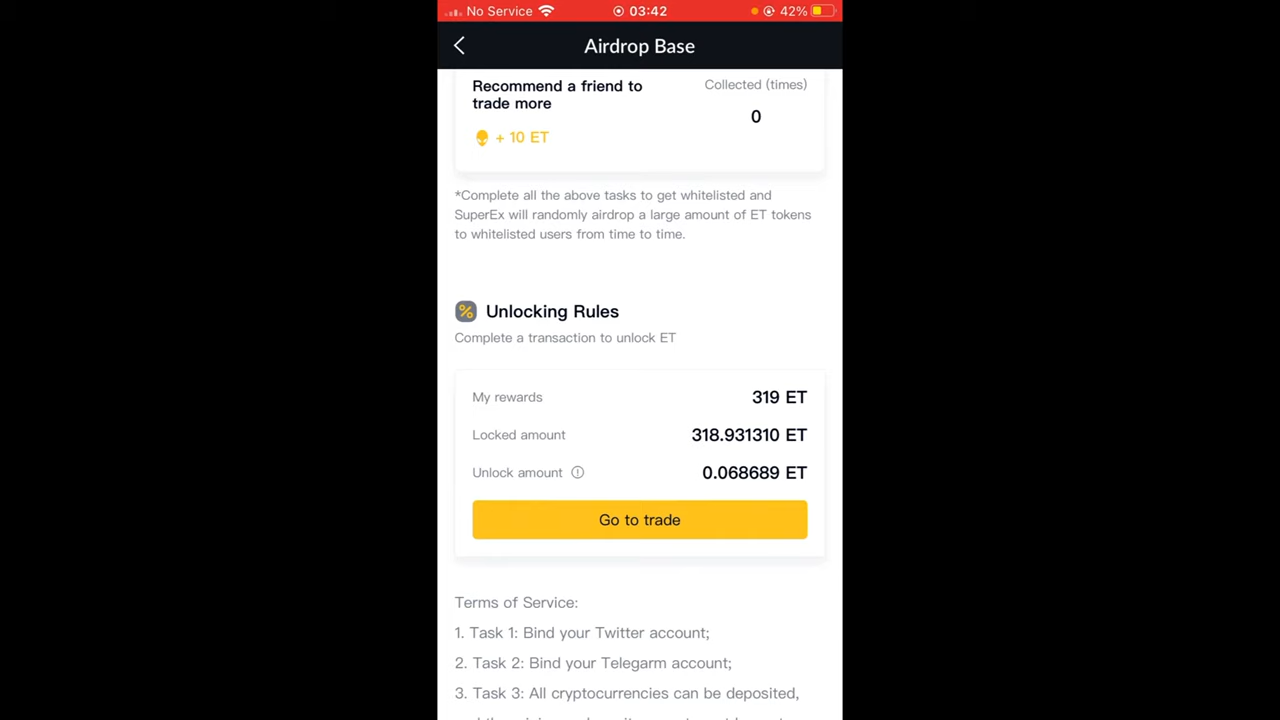 No Service 03:42 42%
Airdrop Base
Recommend a friend to
trade more
Collected (times)
0
+ 10 ET
*Complete all the above tasks to get whitelisted and
SuperEx will randomly airdrop a large amount of ET tokens
to whitelisted users from time to time.
% Unlocking Rules
Complete a transaction to unlock ET
My rewards 319 ET
Locked amount 318.931310 ET
Unlock amount 0.068689 ET
Go to trade
Terms of Service:
1. Task 1: Bind your Twitter account;
2. Task 2: Bind your Telegarm account;
3. Task 3: All cryptocurrencies can be deposited,